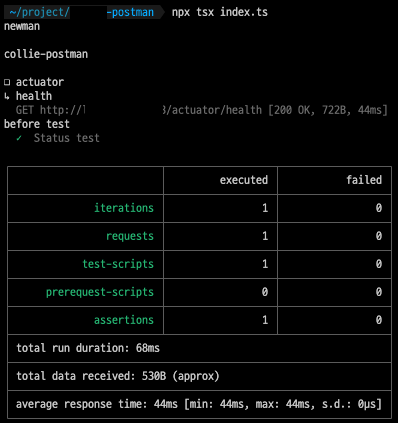 ~/project/ -postman npx tsx index.ts
newman
collie-postman
❏ actuator
↳ health
GET http:// /actuator/health [200 OK, 722B, 44ms]
before test
✓ Status test
executed failed
iterations 1 0
requests 1 0
test-scripts 1 0
prerequest-scripts 0 0
assertions 1 0
total run duration: 68ms
total data received: 530B (approx)
average response time: 44ms [min: 44ms, max: 44ms, s.d.: 0µs]